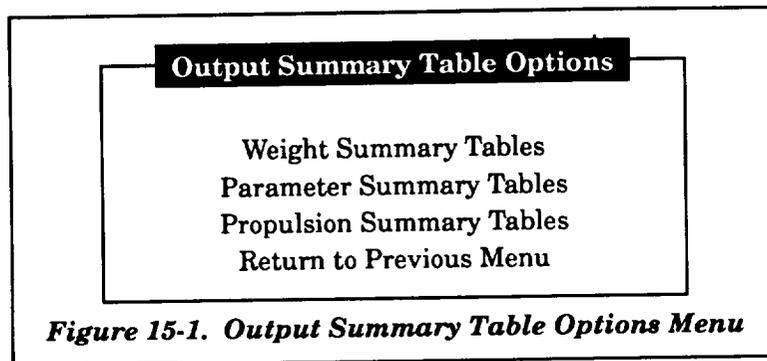 Output Summary Table Options
Weight Summary Tables
Parameter Summary Tables
Propulsion Summary Tables
Return to Previous Menu
Figure 15-1. Output Summary Table Options Menu